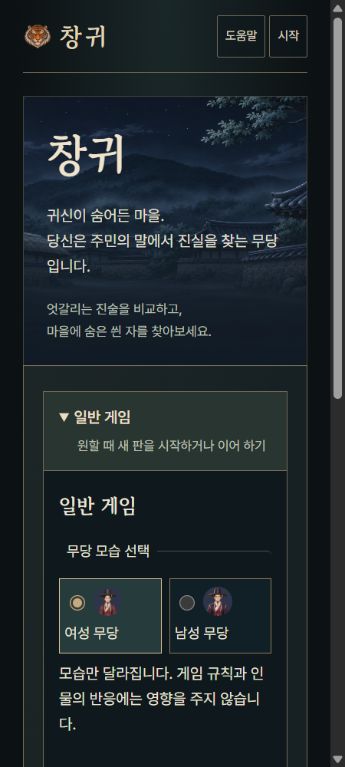 창귀
도움말
시작
창귀
귀신이 숨어든 마을.
당신은 주민의 말에서 진실을 찾는 무당
입니다.
엇갈리는 진술을 비교하고,
마을에 숨은 씐 자를 찾아보세요.
▼ 일반 게임
원할 때 새 판을 시작하거나 이어 하기
일반 게임
무당 모습 선택
여성 무당
남성 무당
모습만 달라집니다. 게임 규칙과 인
물의 반응에는 영향을 주지 않습니
다.